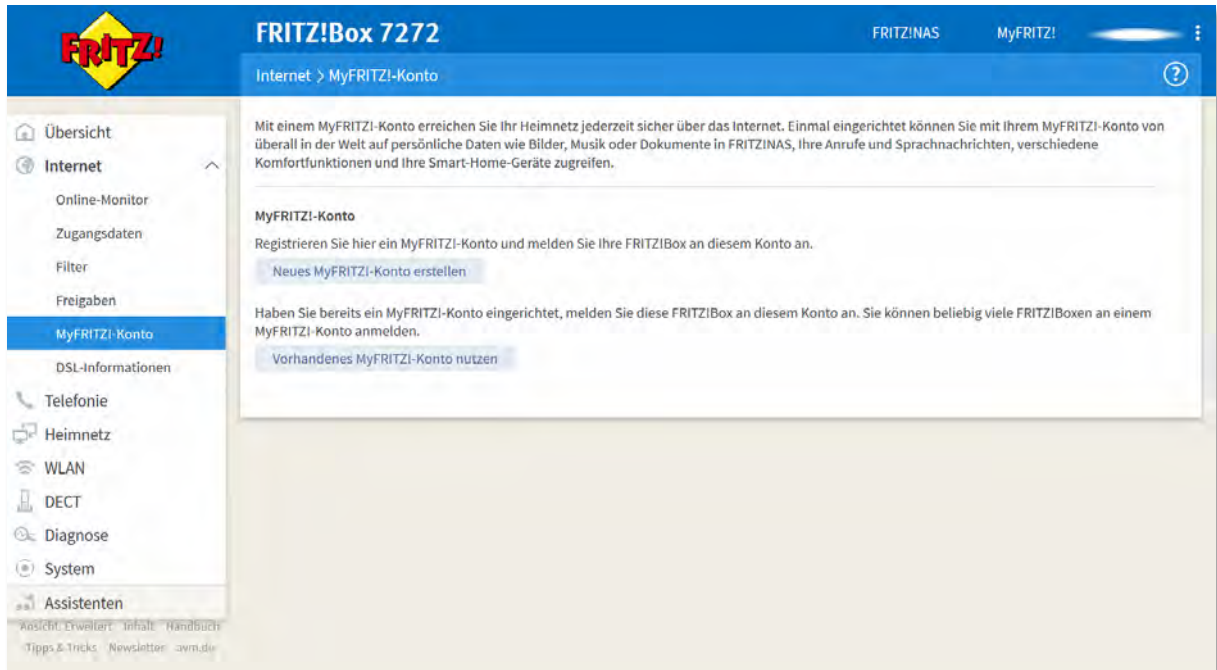 FRITZ!
FRITZ!Box 7272
FRITZ!NAS
MyFRITZ!
Internet > MyFRITZ!-Konto
Übersicht
Internet
Online-Monitor
Zugangsdaten
Filter
Freigaben
MyFRITZ!-Konto
DSL-Informationen
Telefonie
Heimnetz
WLAN
DECT
Diagnose
System
Assistenten
Ansicht: Erweitert Inhalt Handbuch
Tipps & Tricks Newsletter avm.de
Mit einem MyFRITZ!-Konto erreichen Sie Ihr Heimnetz jederzeit sicher über das Internet. Einmal eingerichtet können Sie mit Ihrem MyFRITZ!-Konto von
überall in der Welt auf persönliche Daten wie Bilder, Musik oder Dokumente in FRITZ!NAS, Ihre Anrufe und Sprachnachrichten, verschiedene
Komfortfunktionen und Ihre Smart-Home-Geräte zugreifen.
MyFRITZ!-Konto
Registrieren Sie hier ein MyFRITZ!-Konto und melden Sie Ihre FRITZ!Box an diesem Konto an.
Neues MyFRITZ!-Konto erstellen
Haben Sie bereits ein MyFRITZ!-Konto eingerichtet, melden Sie diese FRITZ!Box an diesem Konto an. Sie können beliebig viele FRITZ!Boxen an einem
MyFRITZ!-Konto anmelden.
Vorhandenes MyFRITZ!-Konto nutzen